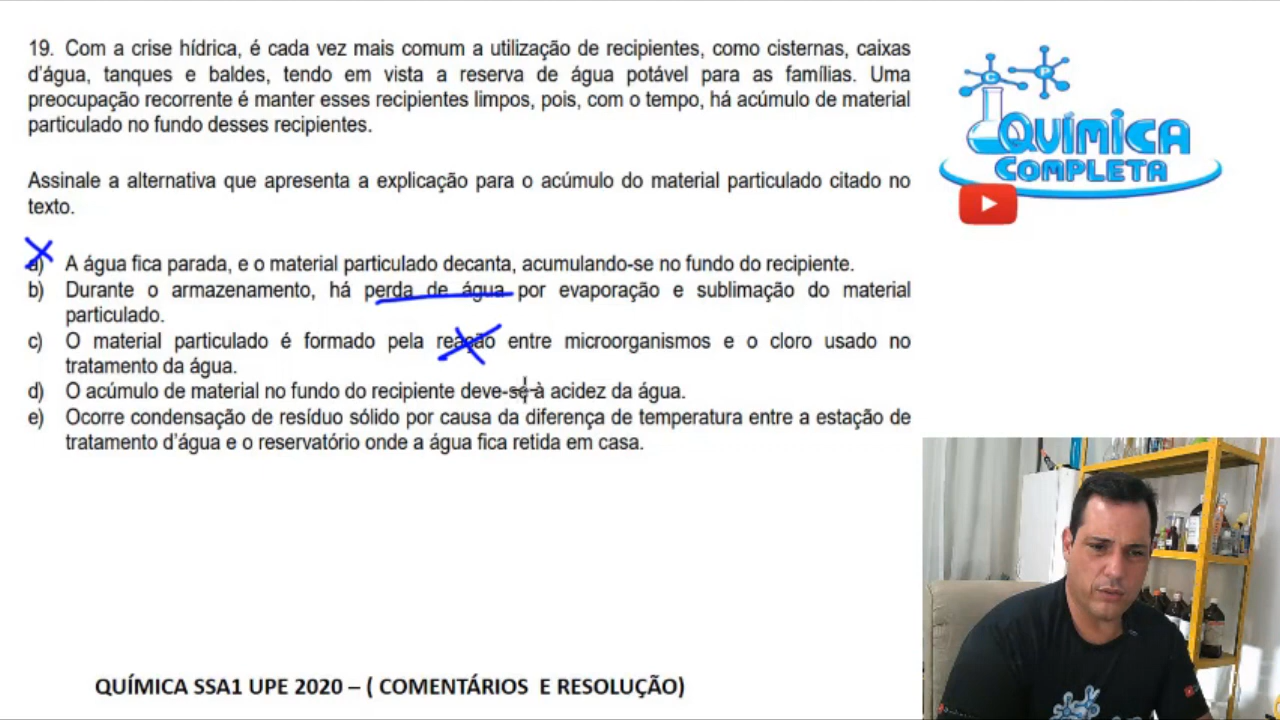 19. Com a crise hídrica, é cada vez mais comum a utilização de recipientes, como cisternas, caixas
d'água, tanques e baldes, tendo em vista a reserva de água potável para as famílias. Uma
preocupação recorrente é manter esses recipientes limpos, pois, com o tempo, há acúmulo de material
particulado no fundo desses recipientes.
Assinale a alternativa que apresenta a explicação para o acúmulo do material particulado citado no
texto.
a) A água fica parada, e o material particulado decanta, acumulando-se no fundo do recipiente.
b) Durante o armazenamento, há perda de água por evaporação e sublimação do material
particulado.
c) O material particulado é formado pela reação entre microorganismos e o cloro usado no
tratamento da água.
d) O acúmulo de material no fundo do recipiente deve-se à acidez da água.
e) Ocorre condensação de resíduo sólido por causa da diferença de temperatura entre a estação de
tratamento d'água e o reservatório onde a água fica retida em casa.
C P
QUÍMICA
COMPLETA
QUÍMICA SSA1 UPE 2020 – ( COMENTÁRIOS E RESOLUÇÃO)